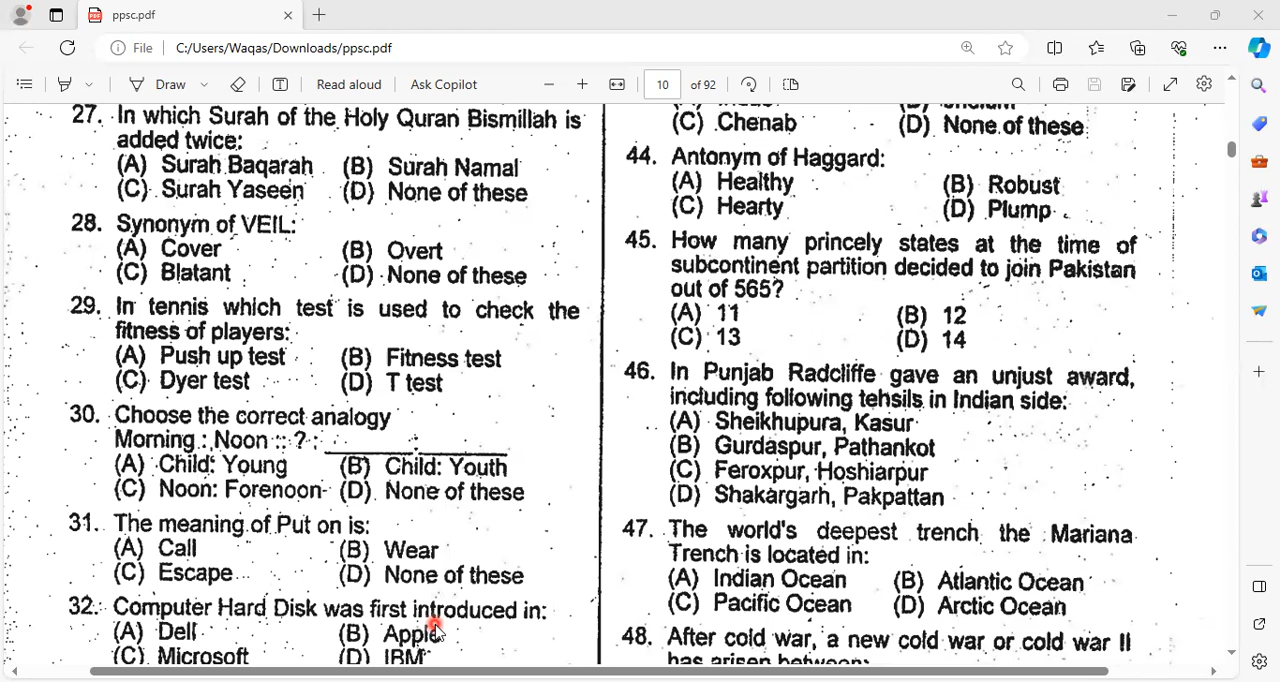 ppsc.pdf
File C:/Users/Waqas/Downloads/ppsc.pdf
Draw Read aloud Ask Copilot 10 of 92
27. In which Surah of the Holy Quran Bismillah is
added twice:
(A) Surah Baqarah (B) Surah Namal
(C) Surah Yaseen (D) None of these
28. Synonym of VEIL:
(A) Cover (B) Overt
(C) Blatant (D) None of these
29. In tennis which test is used to check the
fitness of players:
(A) Push up test (B) Fitness test
(C) Dyer test (D) T test
30. Choose the correct analogy
Morning : Noon :: ? :
(A) Child: Young (B) Child: Youth
(C) Noon: Forenoon (D) None of these
31. The meaning of Put on is:
(A) Call (B) Wear
(C) Escape (D) None of these
32. Computer Hard Disk was first introduced in:
(A) Dell (B) Apple
(C) Microsoft (D) IBM
(C) Chenab (D) None of these
44. Antonym of Haggard:
(A) Healthy (B) Robust
(C) Hearty (D) Plump
45. How many princely states at the time of
subcontinent partition decided to join Pakistan
out of 565?
(A) 11 (B) 12
(C) 13 (D) 14
46. In Punjab Radcliffe gave an unjust award,
including following tehsils in Indian side:
(A) Sheikhupura, Kasur
(B) Gurdaspur, Pathankot
(C) Feroxpur, Hoshiarpur
(D) Shakargarh, Pakpattan
47. The world's deepest trench the Mariana
Trench is located in:
(A) Indian Ocean (B) Atlantic Ocean
(C) Pacific Ocean (D) Arctic Ocean
48. After cold war, a new cold war or cold war II
has arisen between: